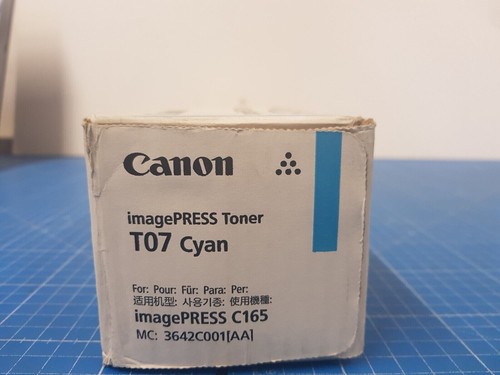 Canon
imagePRESS Toner
T07 Cyan
For: Pour: Für: Para: Per:
适用机型: 사용기종: 使用機種:
imagePRESS C165
MC: 3642C001[AA]